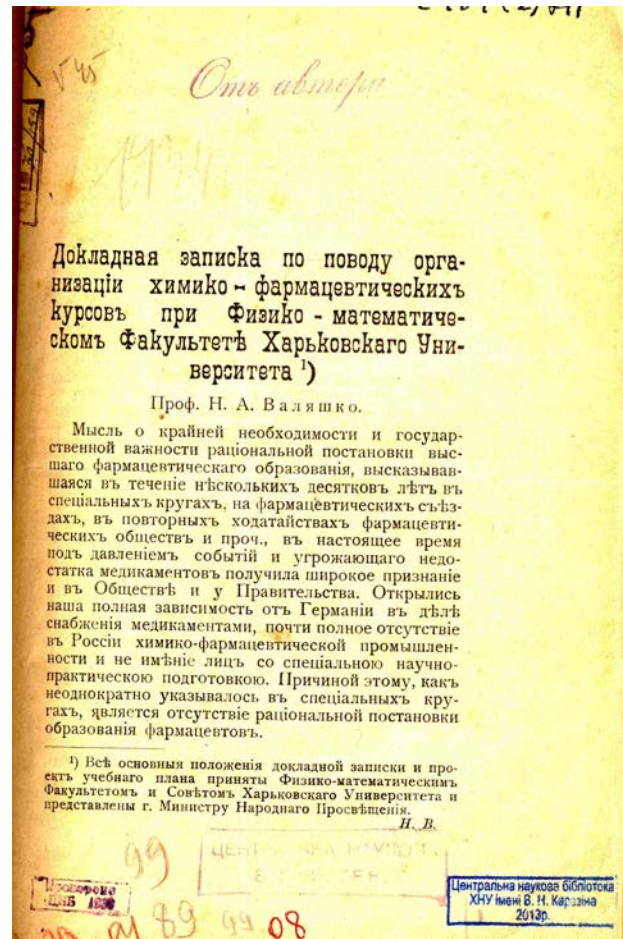 Отъ автора
Докладная записка по поводу орга-
низаціи химико-фармацевтическихъ
курсовъ при Физико-математиче-
скомъ Факультетѣ Харьковскаго Уни-
верситета ¹)
Проф. Н. А. Валяшко.
Мысль о крайней необходимости и государ-
ственной важности раціональной постановки выс-
шаго фармацевтическаго образованія, высказывав-
шаяся въ теченіе нѣсколькихъ десятковъ лѣтъ въ
спеціальныхъ кругахъ, на фармацевтическихъ съѣз-
дахъ, въ повторныхъ ходатайствахъ фармацевти-
ческихъ обществъ и проч., въ настоящее время
подъ давленіемъ событій и угрожающаго недо-
статка медикаментовъ получила широкое признаніе
и въ Обществѣ и у Правительства. Открылись
наша полная зависимость отъ Германіи въ дѣлѣ
снабженія медикаментами, почти полное отсутствіе
въ Россіи химико-фармацевтической промышлен-
ности и не имѣніе лицъ со спеціальною научно-
практическою подготовкою. Причиной этому, какъ
неоднократно указывалось въ спеціальныхъ кру-
гахъ, является отсутствіе раціональной постановки
образованія фармацевтовъ.
¹) Всѣ основныя положенія докладной записки и про-
ектъ учебнаго плана приняты Физико-математическимъ
Факультетомъ и Совѣтомъ Харьковскаго Университета и
представлены г. Министру Народнаго Просвѣщенія.
Н. В.
99
Проверено
ЦНБ
Центральна наукова бібліотека
ХНУ імені В. Н. Каразіна
2013р.
89 99 08